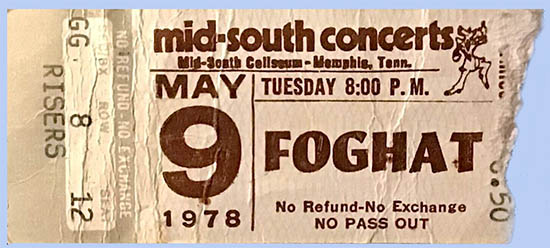 mid-south concerts
Mid-South Coliseum - Memphis, Tenn.
MAY
9
1978
TUESDAY 8:00 P.M.
FOGHAT
No Refund-No Exchange
NO PASS OUT
GG 8 12
RISERS
ROW
SEAT
NO REFUND-NO EXCHANGE
.50